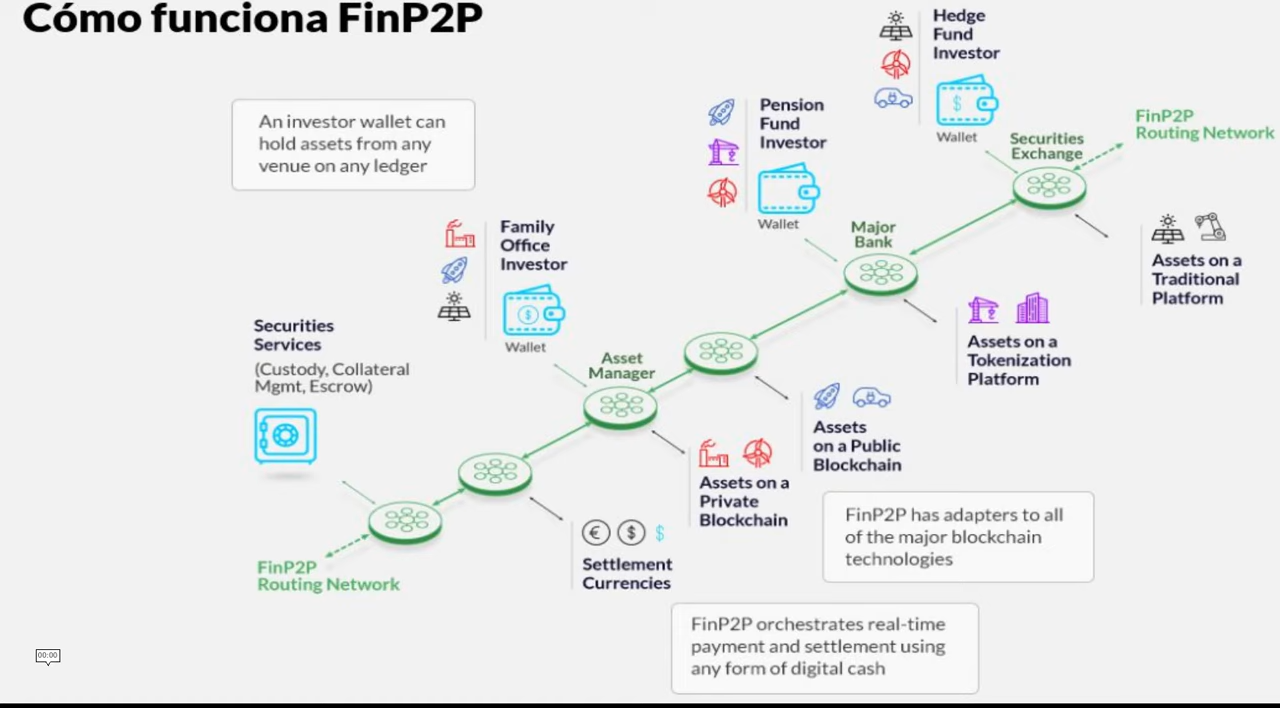 Cómo funciona FinP2P
An investor wallet can
hold assets from any
venue on any ledger
Hedge
Fund
Investor
$
Wallet
Pension
Fund
Investor
Wallet
FinP2P
Routing Network
Securities
Exchange
Family
Office
Investor
$
Wallet
Major
Bank
Assets on a
Traditional
Platform
Securities
Services
(Custody, Collateral
Mgmt, Escrow)
Asset
Manager
Assets on a
Tokenization
Platform
Assets
on a Public
Blockchain
Assets on a
Private
Blockchain
€ $ $
Settlement
Currencies
FinP2P
Routing Network
FinP2P has adapters to all
of the major blockchain
technologies
FinP2P orchestrates real-time
payment and settlement using
any form of digital cash
00:00